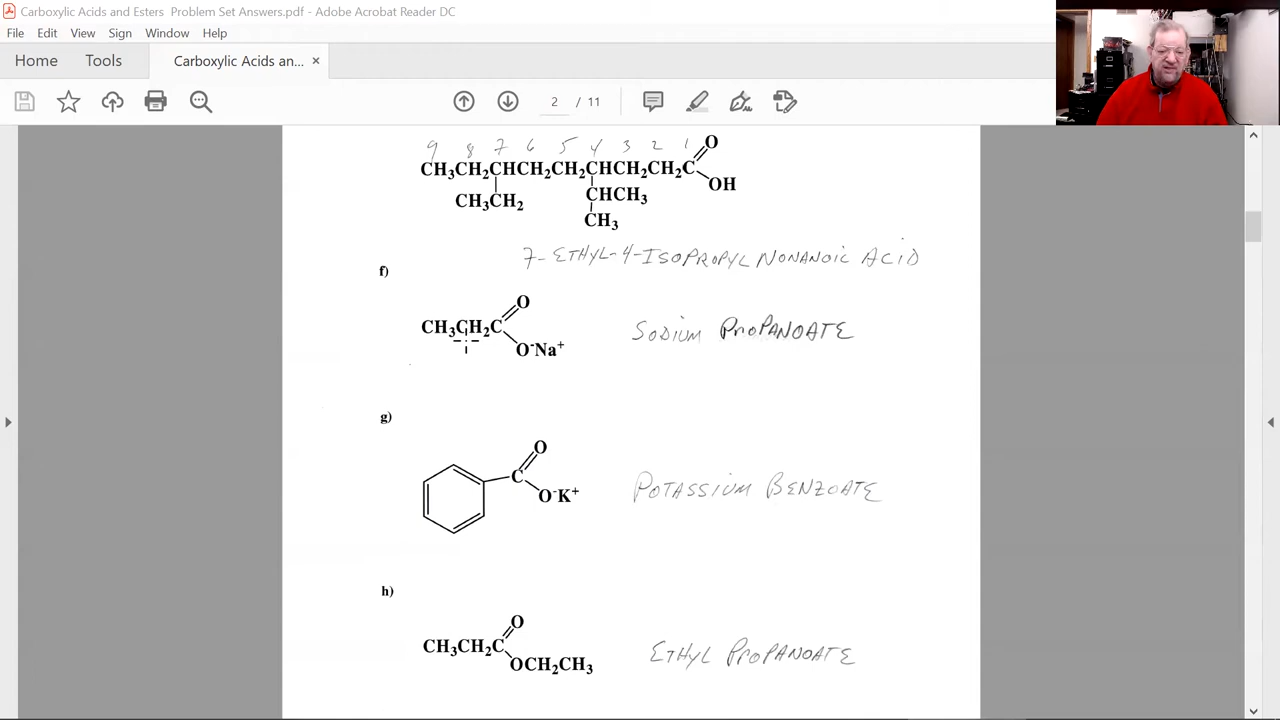 Carboxylic Acids and Esters Problem Set Answers.pdf - Adobe Acrobat Reader DC
File Edit View Sign Window Help
Home Tools Carboxylic Acids an... ×
2 / 11
9 8 7 6 5 4 3 2 1
O
CH3CH2CHCH2CH2CHCH2CH2C
OH
CH3CH2 CHCH3
CH3
7-ETHYL-4-ISOPROPYL NONANOIC ACID
f)
O
CH3CH2C
O-Na+
SODIUM PROPANOATE
g)
O
C
O-K+
POTASSIUM BENZOATE
h)
O
CH3CH2C
OCH2CH3
ETHYL PROPANOATE